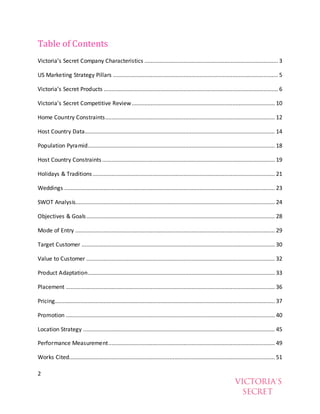 Table of Contents
Victoria's Secret Company Characteristics ........................................ 3
US Marketing Strategy Pillars ........................................ 5
Victoria's Secret Products ........................................ 6
Victoria's Secret Competitive Review ........................................ 10
Home Country Constraints ........................................ 12
Host Country Data ........................................ 14
Population Pyramid ........................................ 18
Host Country Constraints ........................................ 19
Holidays & Traditions ........................................ 21
Weddings ........................................ 23
SWOT Analysis ........................................ 24
Objectives & Goals ........................................ 28
Mode of Entry ........................................ 29
Target Customer ........................................ 30
Value to Customer ........................................ 32
Product Adaptation ........................................ 33
Placement ........................................ 36
Pricing ........................................ 37
Promotion ........................................ 40
Location Strategy ........................................ 45
Performance Measurement ........................................ 49
Works Cited ........................................ 51
2
VICTORIA'S
SECRET